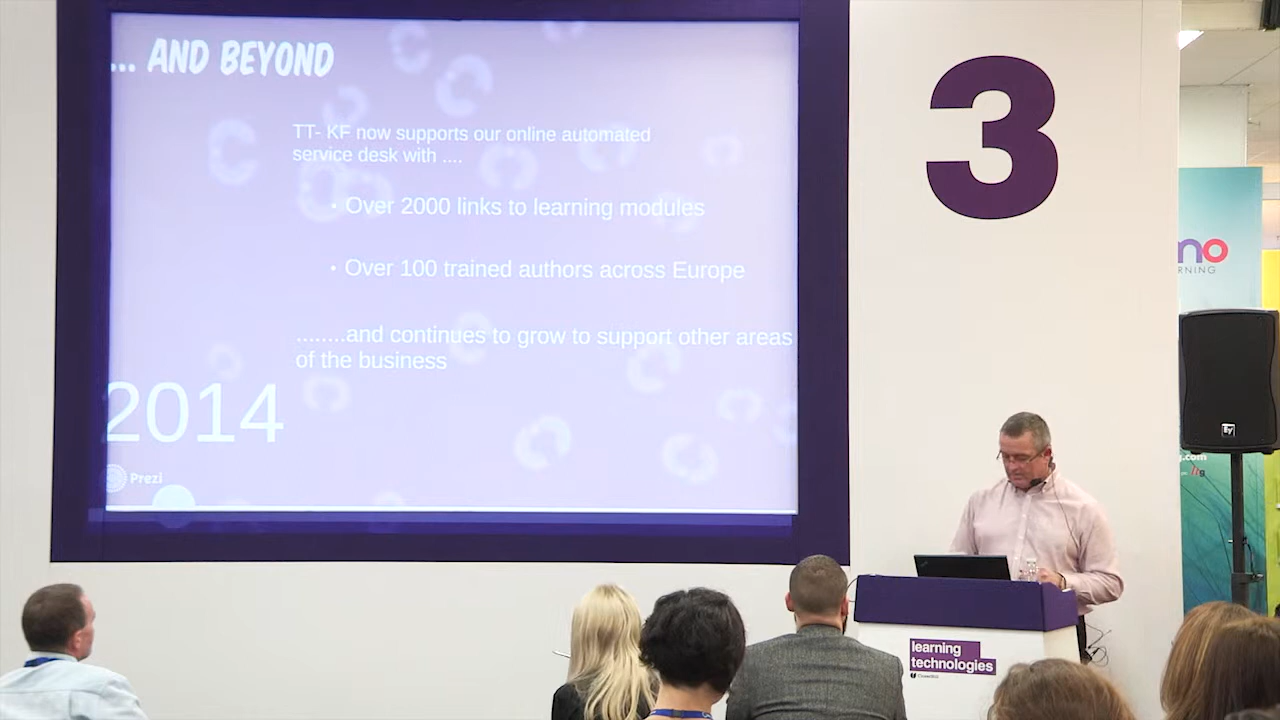 ... AND BEYOND
TT- KF now supports our online automated
service desk with ....
· Over 2000 links to learning modules
· Over 100 trained authors across Europe
........and continues to grow to support other areas
of the business
2014
Prezi
3
no
RNING
EV
g.com
learning
technologies